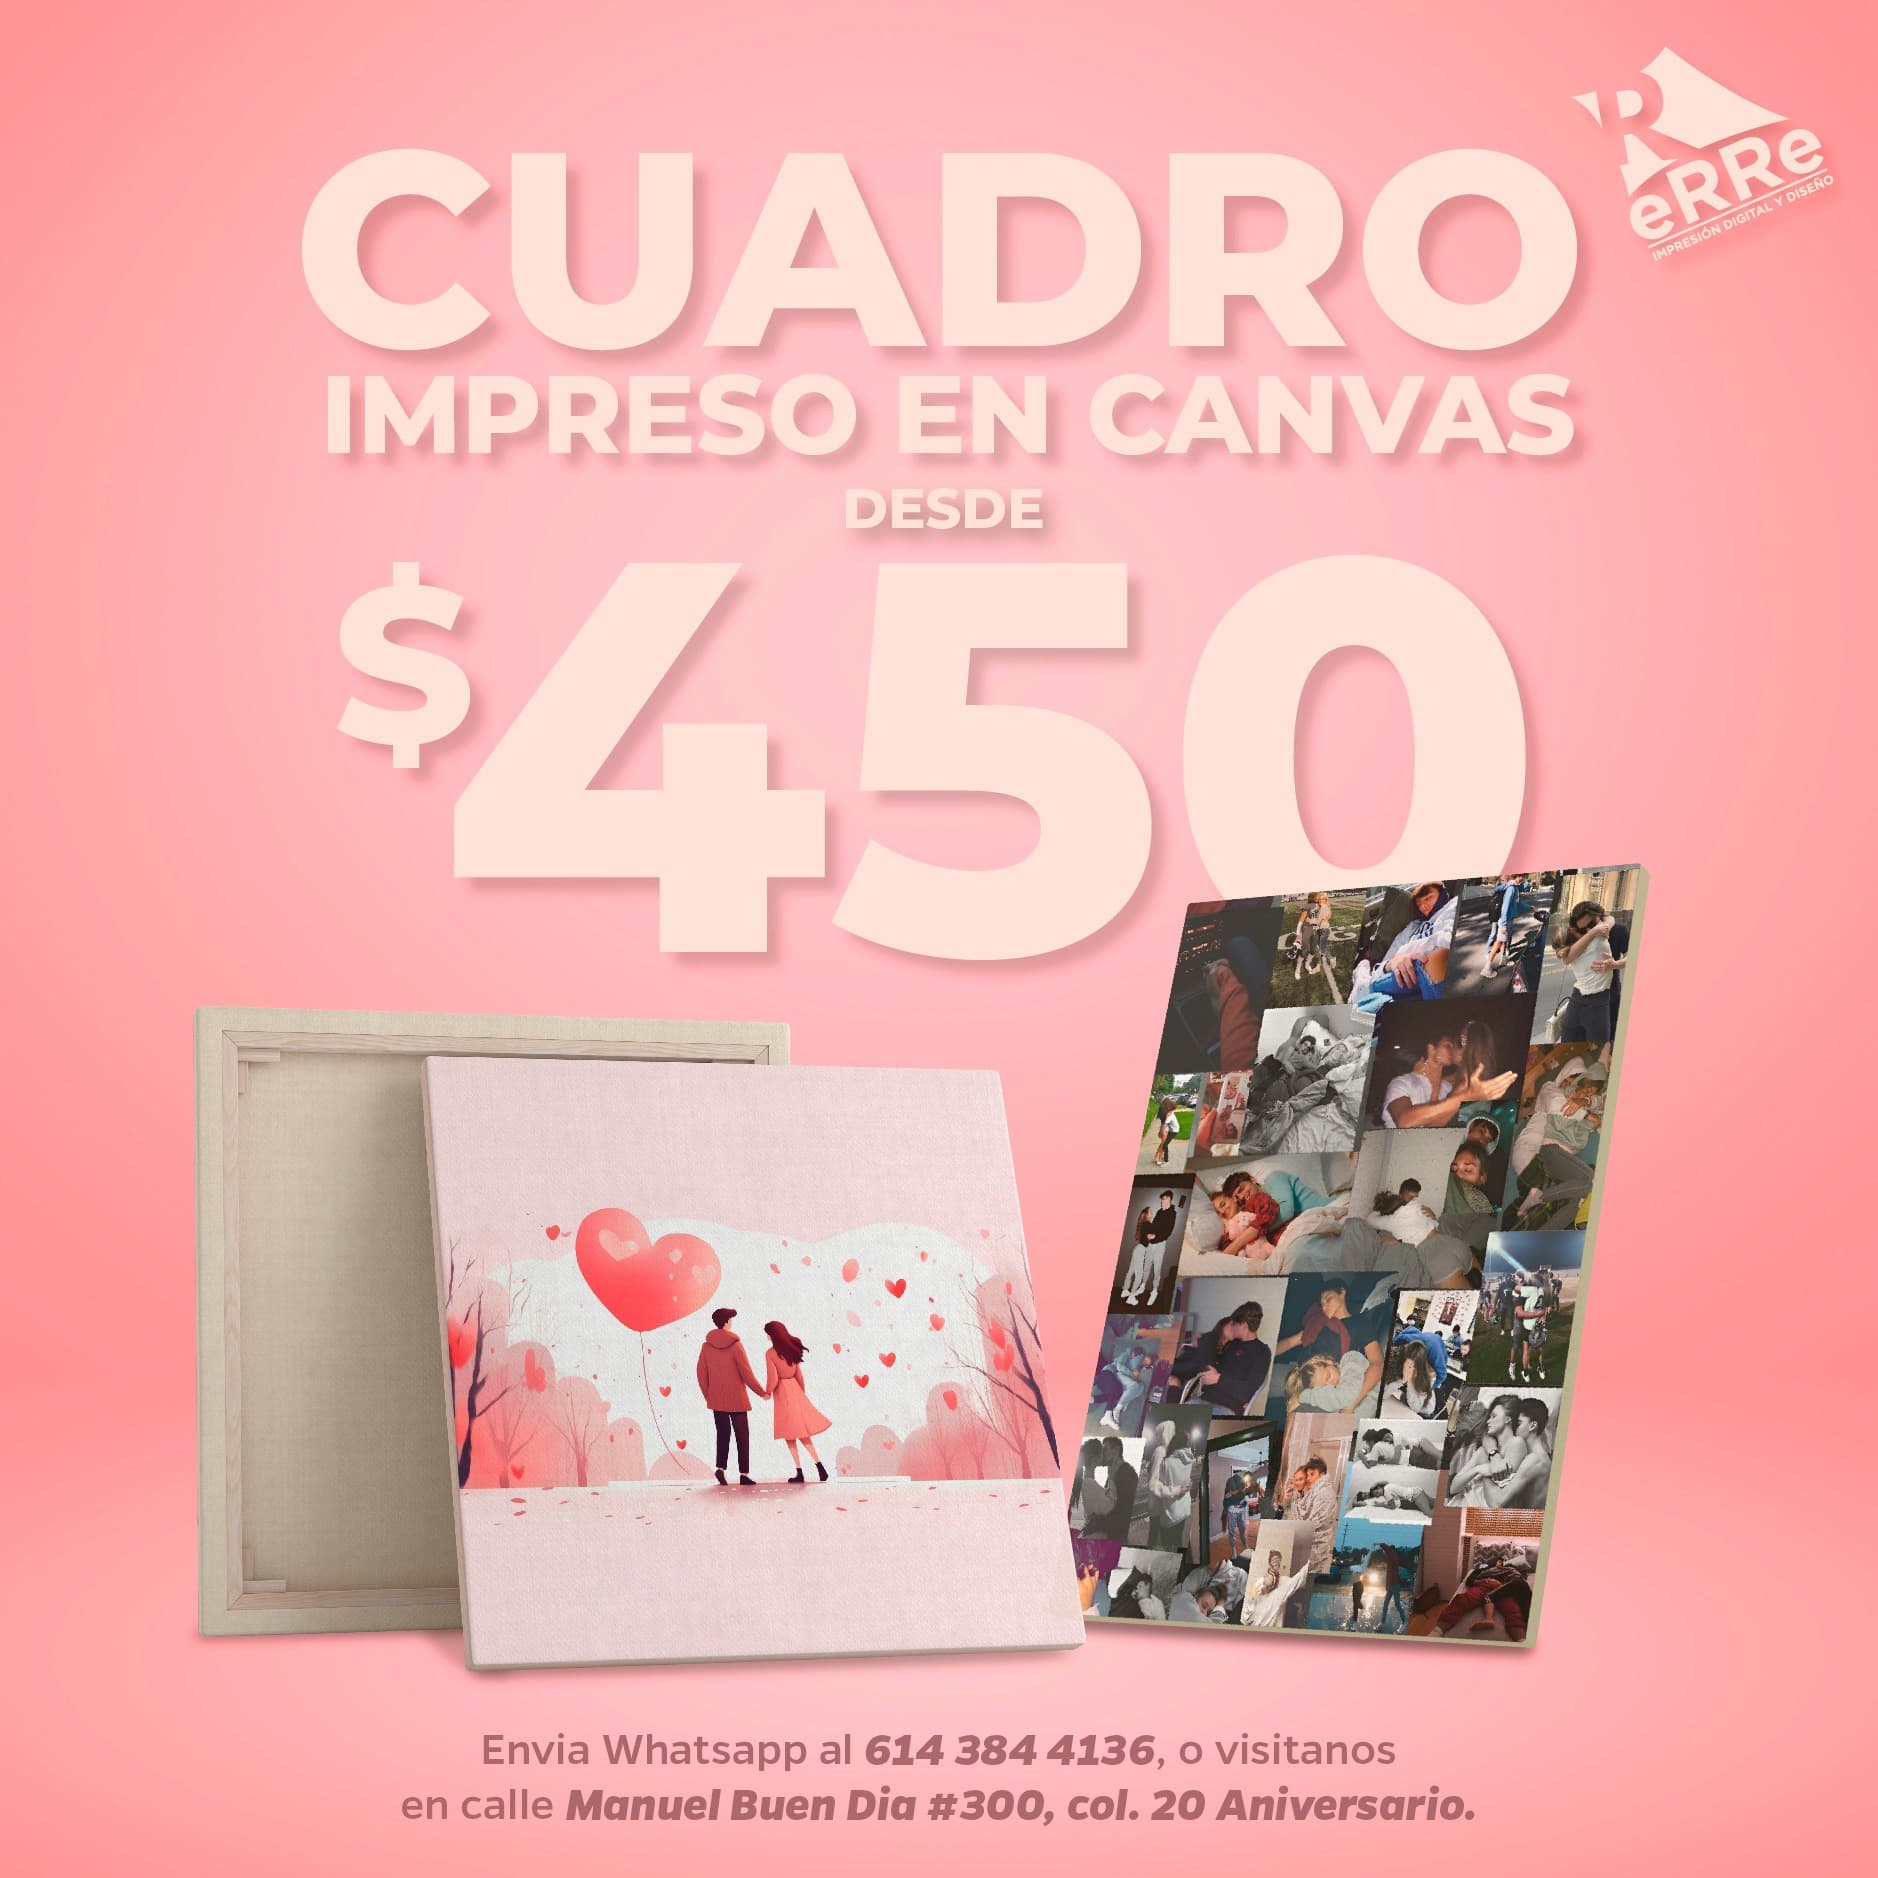 R
eRRe
IMPRESIÓN DIGITAL Y DISEÑO
CUADRO
IMPRESO EN CANVAS
DESDE
$450
Envia Whatsapp al 614 384 4136, o visitanos
en calle Manuel Buen Dia #300, col. 20 Aniversario.